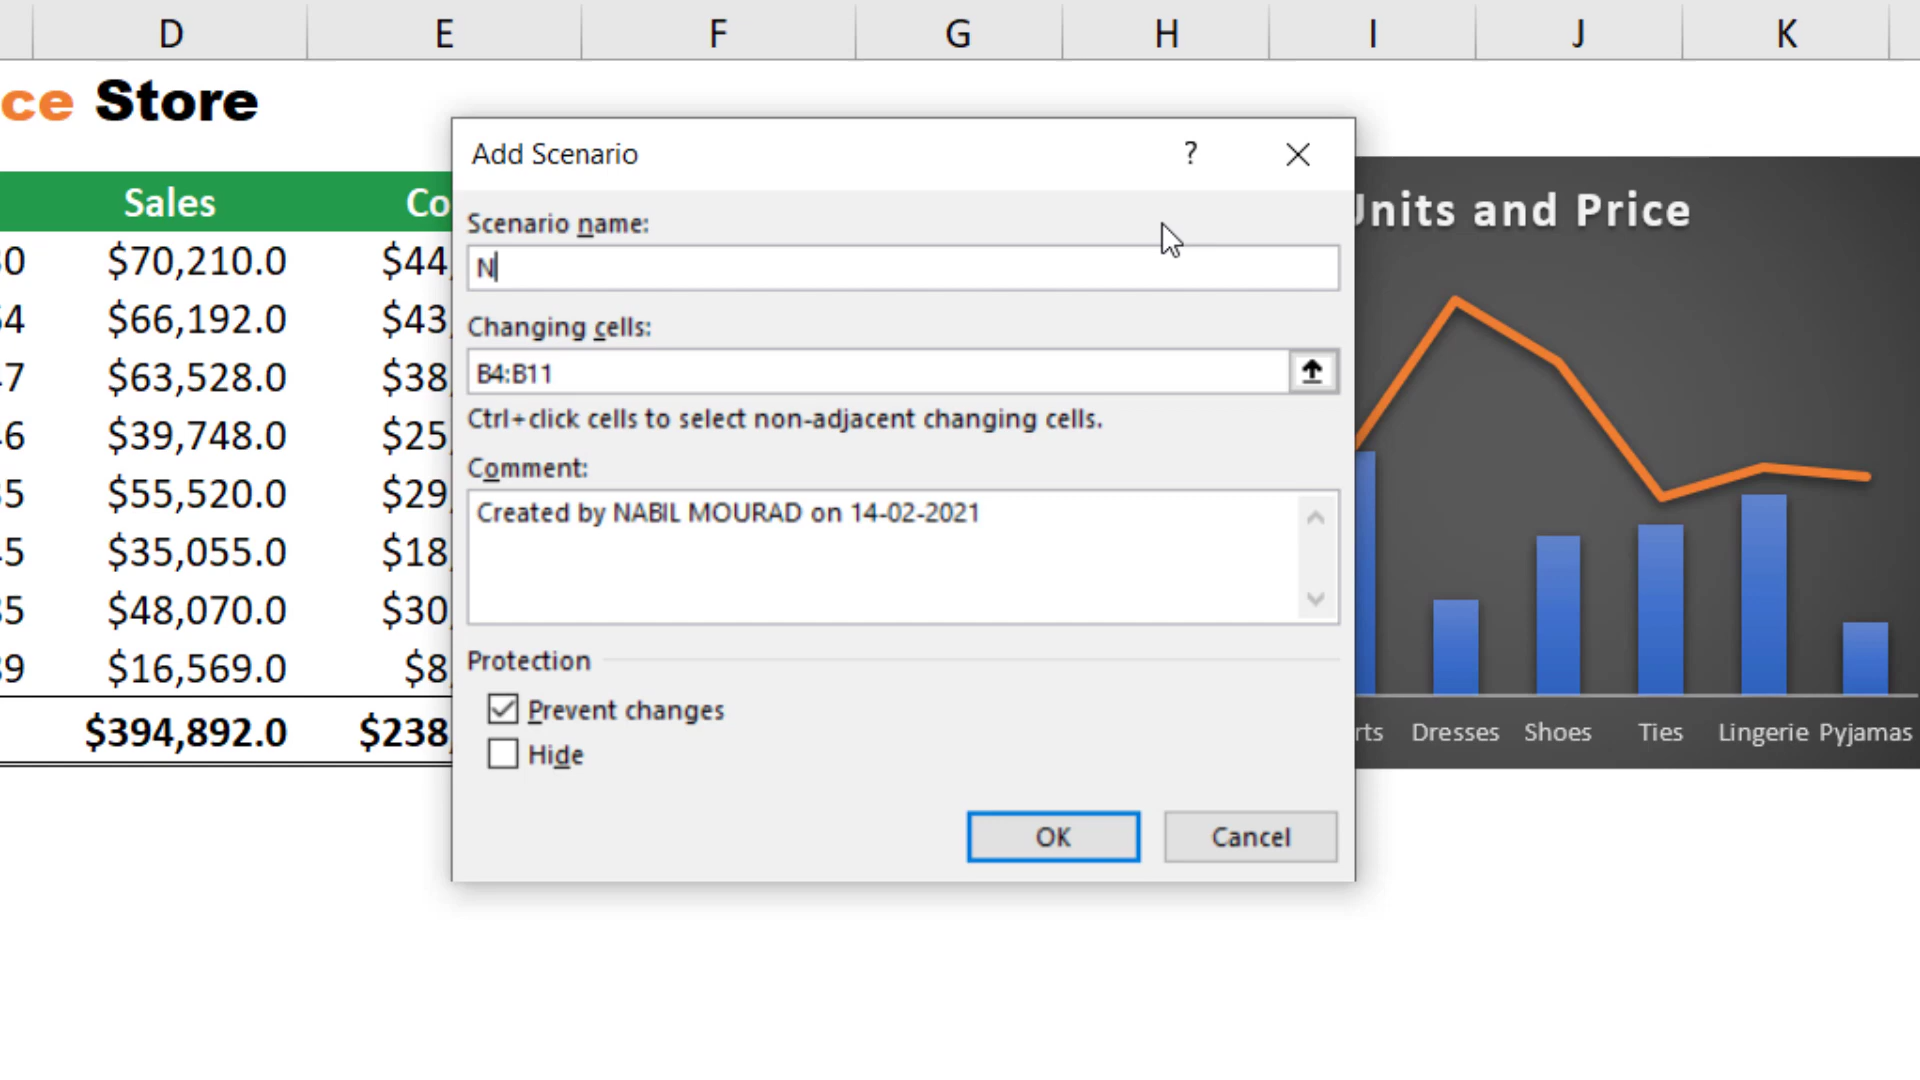 D E F G H I J K
ce Store
Add Scenario ?
Sales Co
Scenario name:
Units and Price
0 $70,210.0 $44,
N
4 $66,192.0 $43,
Changing cells:
7 $63,528.0 $38,
B4:B11
6 $39,748.0 $25,
Ctrl+click cells to select non-adjacent changing cells.
Comment:
5 $55,520.0 $29,
Created by NABIL MOURAD on 14-02-2021
5 $35,055.0 $18,
5 $48,070.0 $30,
9 $16,569.0 $8,
Protection
Prevent changes
$394,892.0 $238,
rts Dresses Shoes Ties Lingerie Pyjamas
Hide
OK Cancel